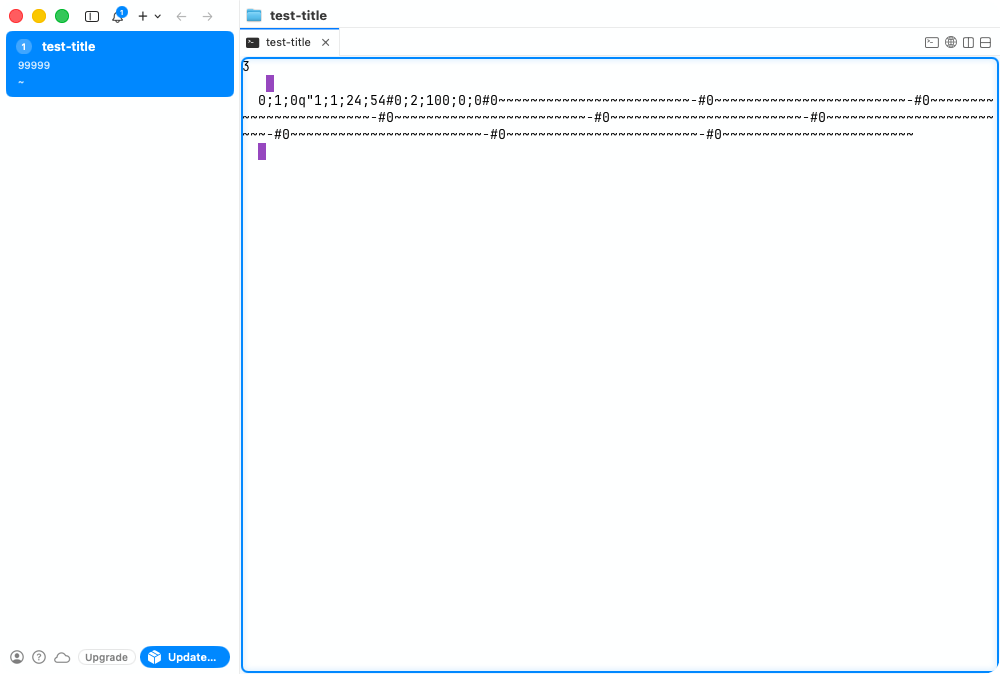 1
test-title
test-title
1
test-title
99999
~
3
0;1;0q"1;1;24;54#0;2;100;0;0#0~~~~~~~~~~~~~~~~~~~~~~~~-#0~~~~~~~~~~~~~~~~~~~~~~~~-#0~~~~~~~~
~~~~~~~~~~~~~~~~-#0~~~~~~~~~~~~~~~~~~~~~~~~-#0~~~~~~~~~~~~~~~~~~~~~~~~-#0~~~~~~~~~~~~~~~~~~~~~
~~~-#0~~~~~~~~~~~~~~~~~~~~~~~~-#0~~~~~~~~~~~~~~~~~~~~~~~~-#0~~~~~~~~~~~~~~~~~~~~~~~~
Upgrade
Update...